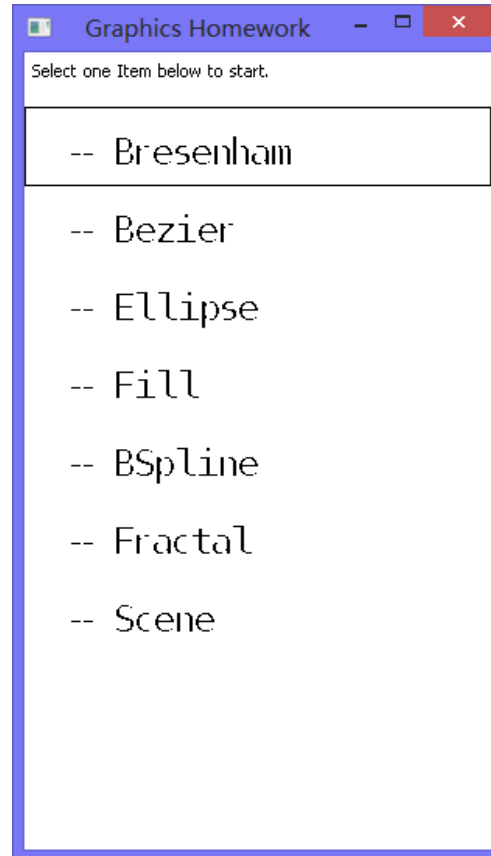 Graphics Homework
Select one Item below to start.
-- Bresenham
-- Bezier
-- Ellipse
-- Fill
-- BSpline
-- Fractal
-- Scene